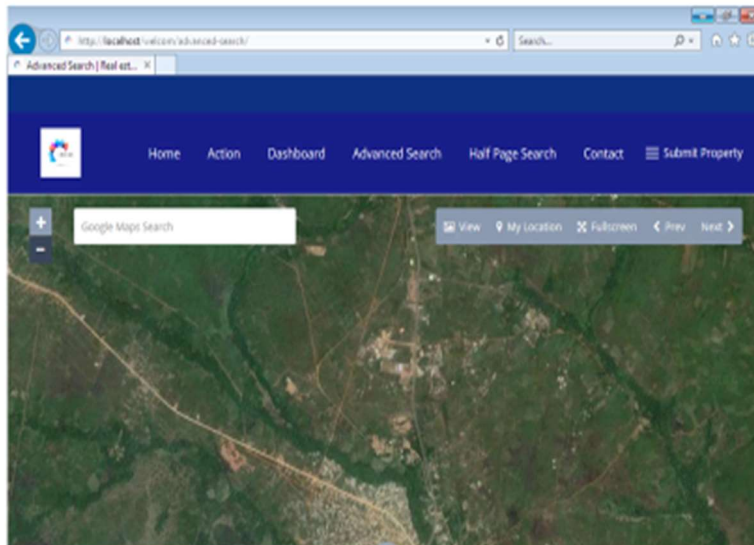 http://localhost/welcom/advanced-search/
Search...
Advanced Search | Real est...
Home Action Dashboard Advanced Search Half Page Search Contact Submit Property
+
Google Maps Search View My Location Fullscreen Prev Next
-